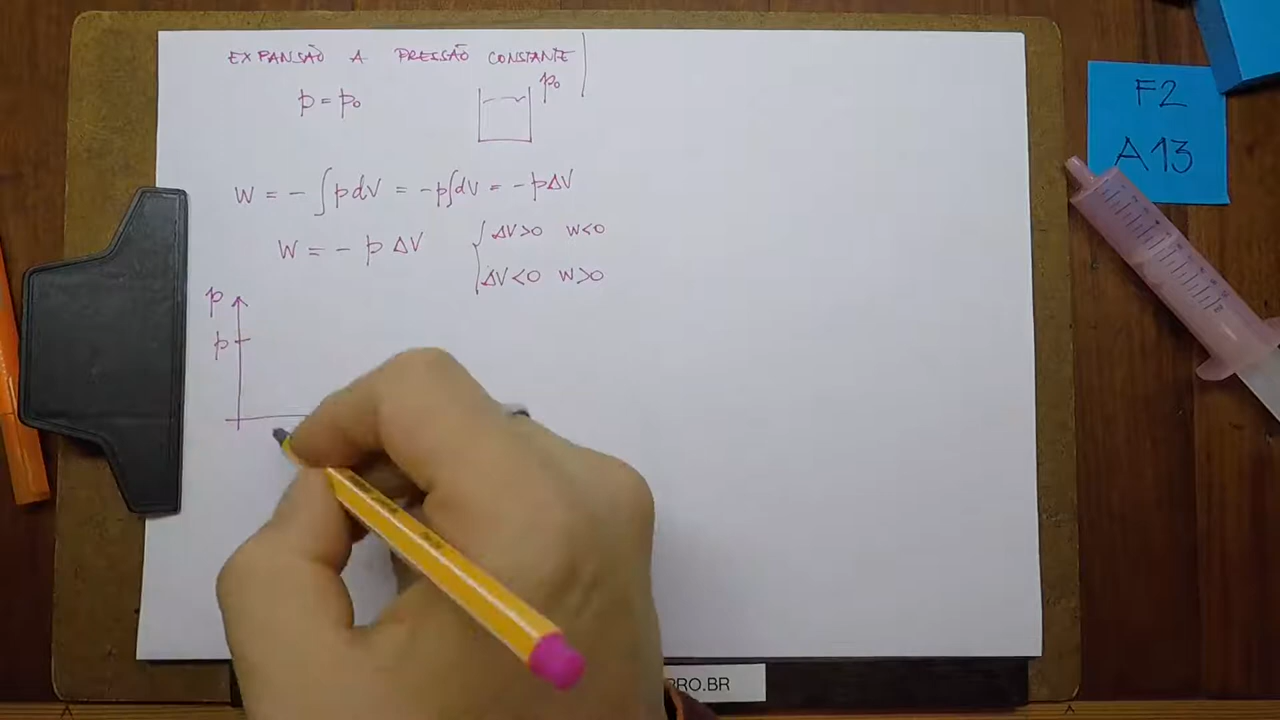 EXPANSÃO A PRESSÃO CONSTANTE
p = p₀
p₀
W = - ∫ p dV = - p ∫ dV = - p ΔV
W = - p ΔV
{ ΔV > 0 W < 0
ΔV < 0 W > 0
p
p
F2
A13
PRO.BR